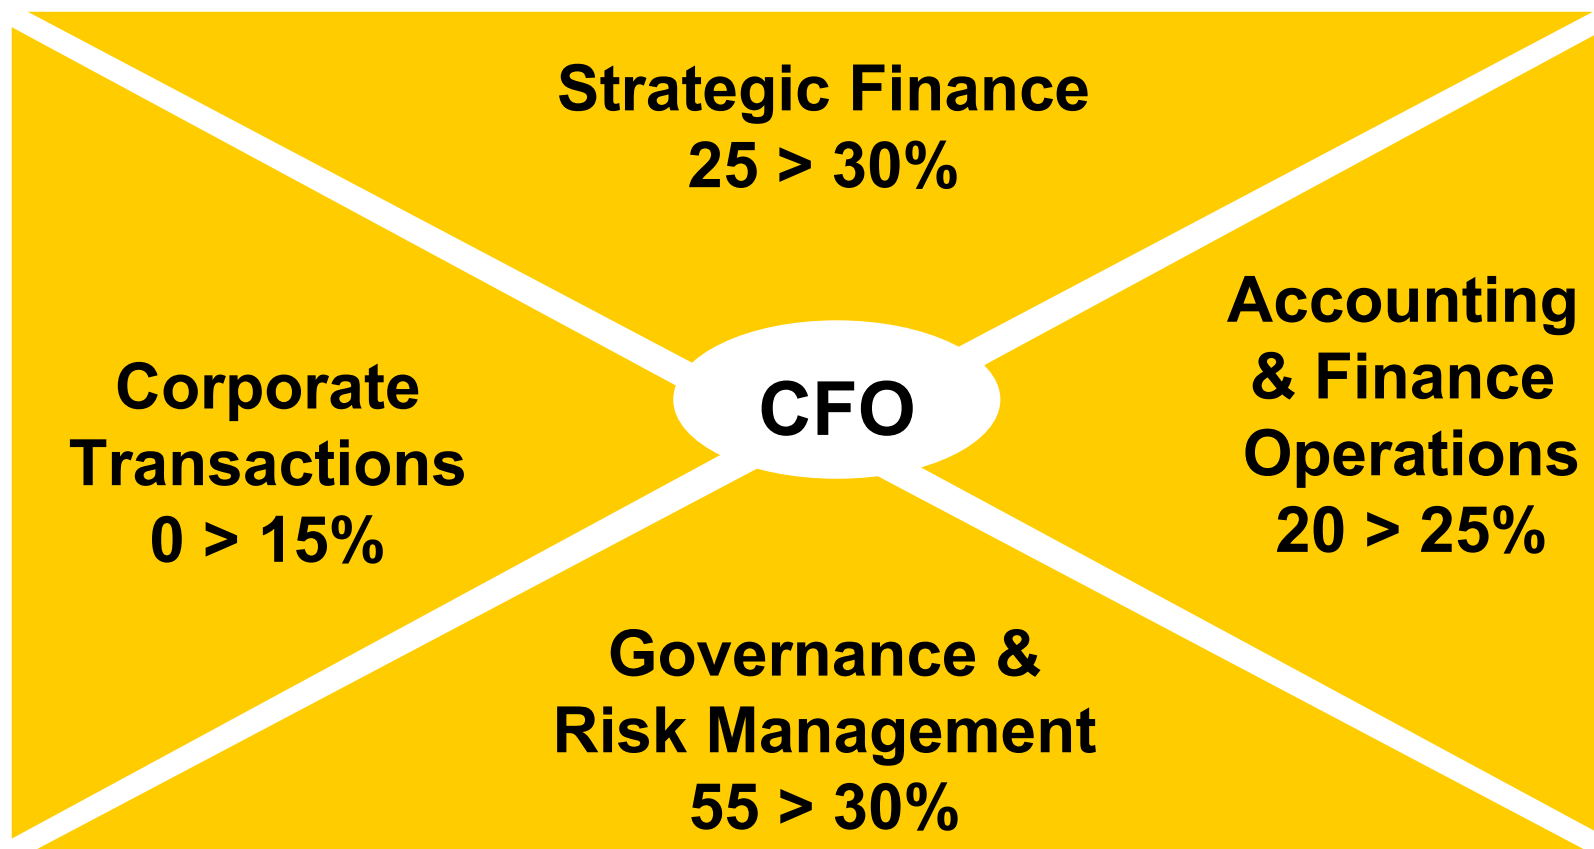 Strategic Finance
25 > 30%
Corporate
Transactions
0 > 15%
CFO
Accounting
& Finance
Operations
20 > 25%
Governance &
Risk Management
55 > 30%